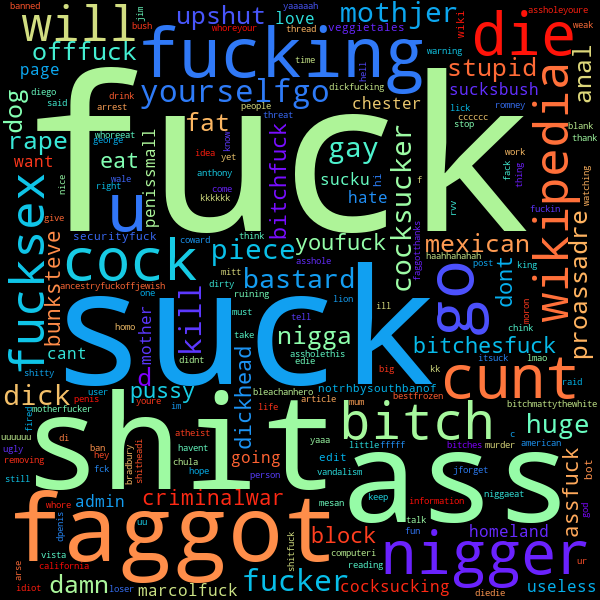 banned
jim
will
upshut
yaaaaah
love
thread
wiki
assholeyoure
weak
bush
whoreyour
mothjer
veggietales
die
fucking
offfuck
page
time
hell
warning
stupid
anal
dog
diego
said
drink
arrest
yourselfgo
dickfucking
people
threat
chester
sucksbush
lick
romney
cccccc
stop
blank
thank
fuck
rape
want
whoreeat
george
right
eat
fat
idea
yet
anthony
come
kkkkkk
know
gay
sucku
hi
hate
f
fack
work
thing
wikipedia
watching
nice
wale
u
penissmall
bitchfuck
cocksucker
rvv
fuckin
fucksex
give
securityfuck
cock
coward
think
piece
youfuck
faggotthanks
mexican
haahhahahah
proassadre
bunksteve
ancestryfuckoffjewish
mitt
asshole
dirty
ruining
bastard
dont
go
post
king
moron
one
homo
mother
kill
suck
lion
ill
must
take
tell
nigga
assholethis
edie
chink
bitchesfuck
itsuck
lmao
cant
shitty
user
penis
didnt
youre
im
d
pussy
bleachanhero
big
kk
bestfrozen
notrhbysouthbanof
cunt
raid
dick
motherfucker
shit
dickhead
life
article
mum
bitch
bitchmattythewhite
huge
uuuuuu
fired
ugly
removing
still
di
ban
hey
fck
bradbury
atheist
havent
chula
hope
shitheadi
going
person
yaaa
littlefffff
edit
vandalism
bitches
murder
c
american
ass
jforget
assfuck
bot
faggot
criminalwar
admin
uu
mesan
keep
information
niggaeat
god
whore
dpenis
vista
california
arse
idiot
damn
loser
marcolfuck
fucker
shitfuck
block
computeri
reading
talk
fun
nigger
homeland
diedie
ur
cocksucking
useless